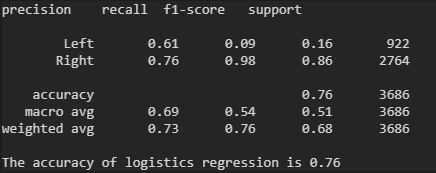 precision recall f1-score support
Left 0.61 0.09 0.16 922
Right 0.76 0.98 0.86 2764
accuracy 0.76 3686
macro avg 0.69 0.54 0.51 3686
weighted avg 0.73 0.76 0.68 3686
The accuracy of logistics regression is 0.76